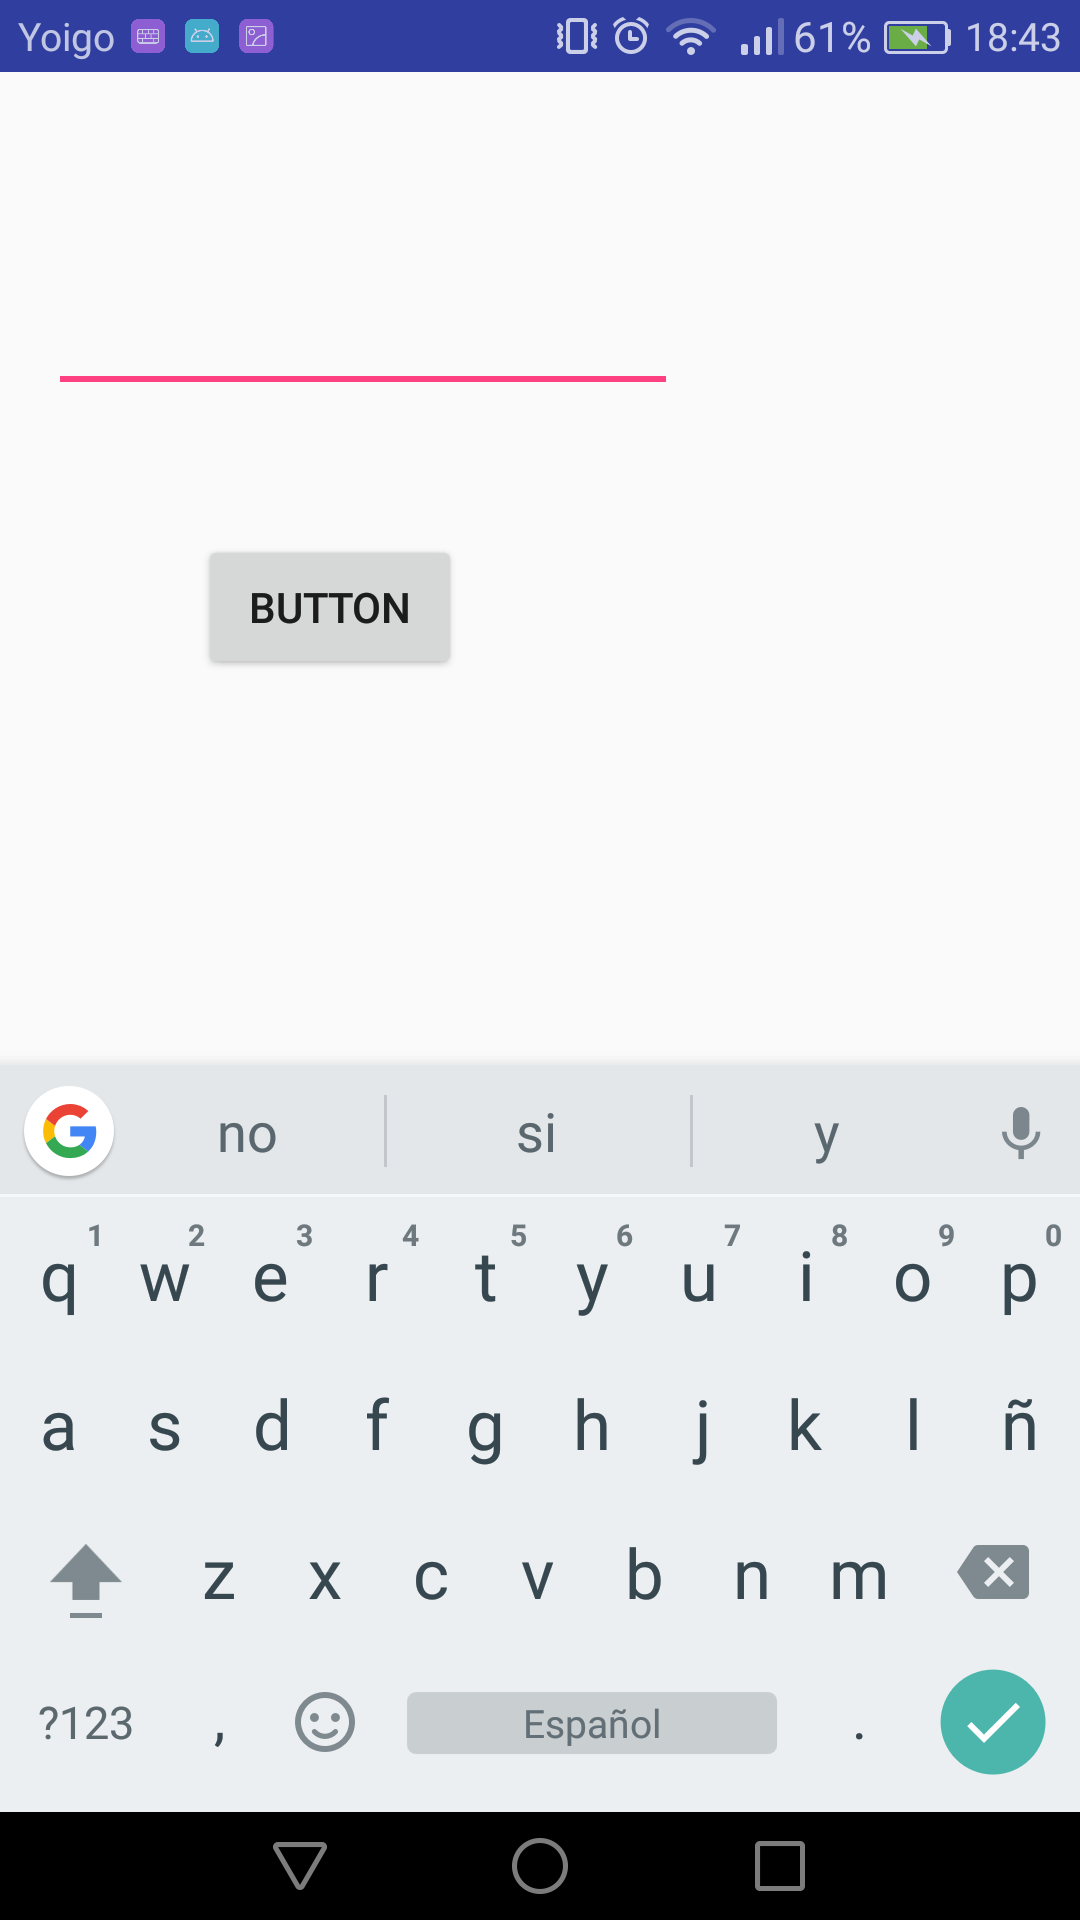 Yoigo 61% 18:43
BUTTON
no si y
1 2 3 4 5 6 7 8 9 0
q w e r t y u i o p
a s d f g h j k l ñ
z x c v b n m
?123 , Español .